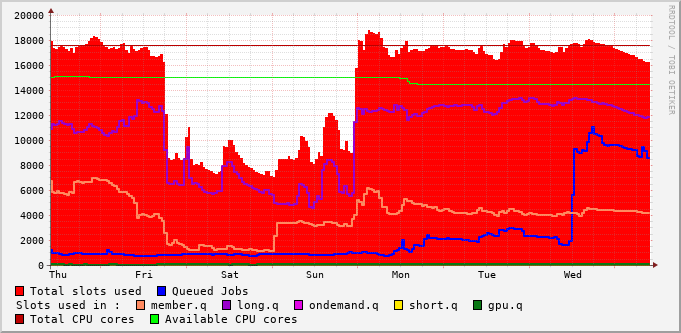 20000
18000
16000
14000
12000
10000
8000
6000
4000
2000
0
Thu Fri Sat Sun Mon Tue Wed
RRDTOOL / TOBI OETIKER
Total slots used Queued Jobs
Slots used in : member.q long.q ondemand.q short.q gpu.q
Total CPU cores Available CPU cores